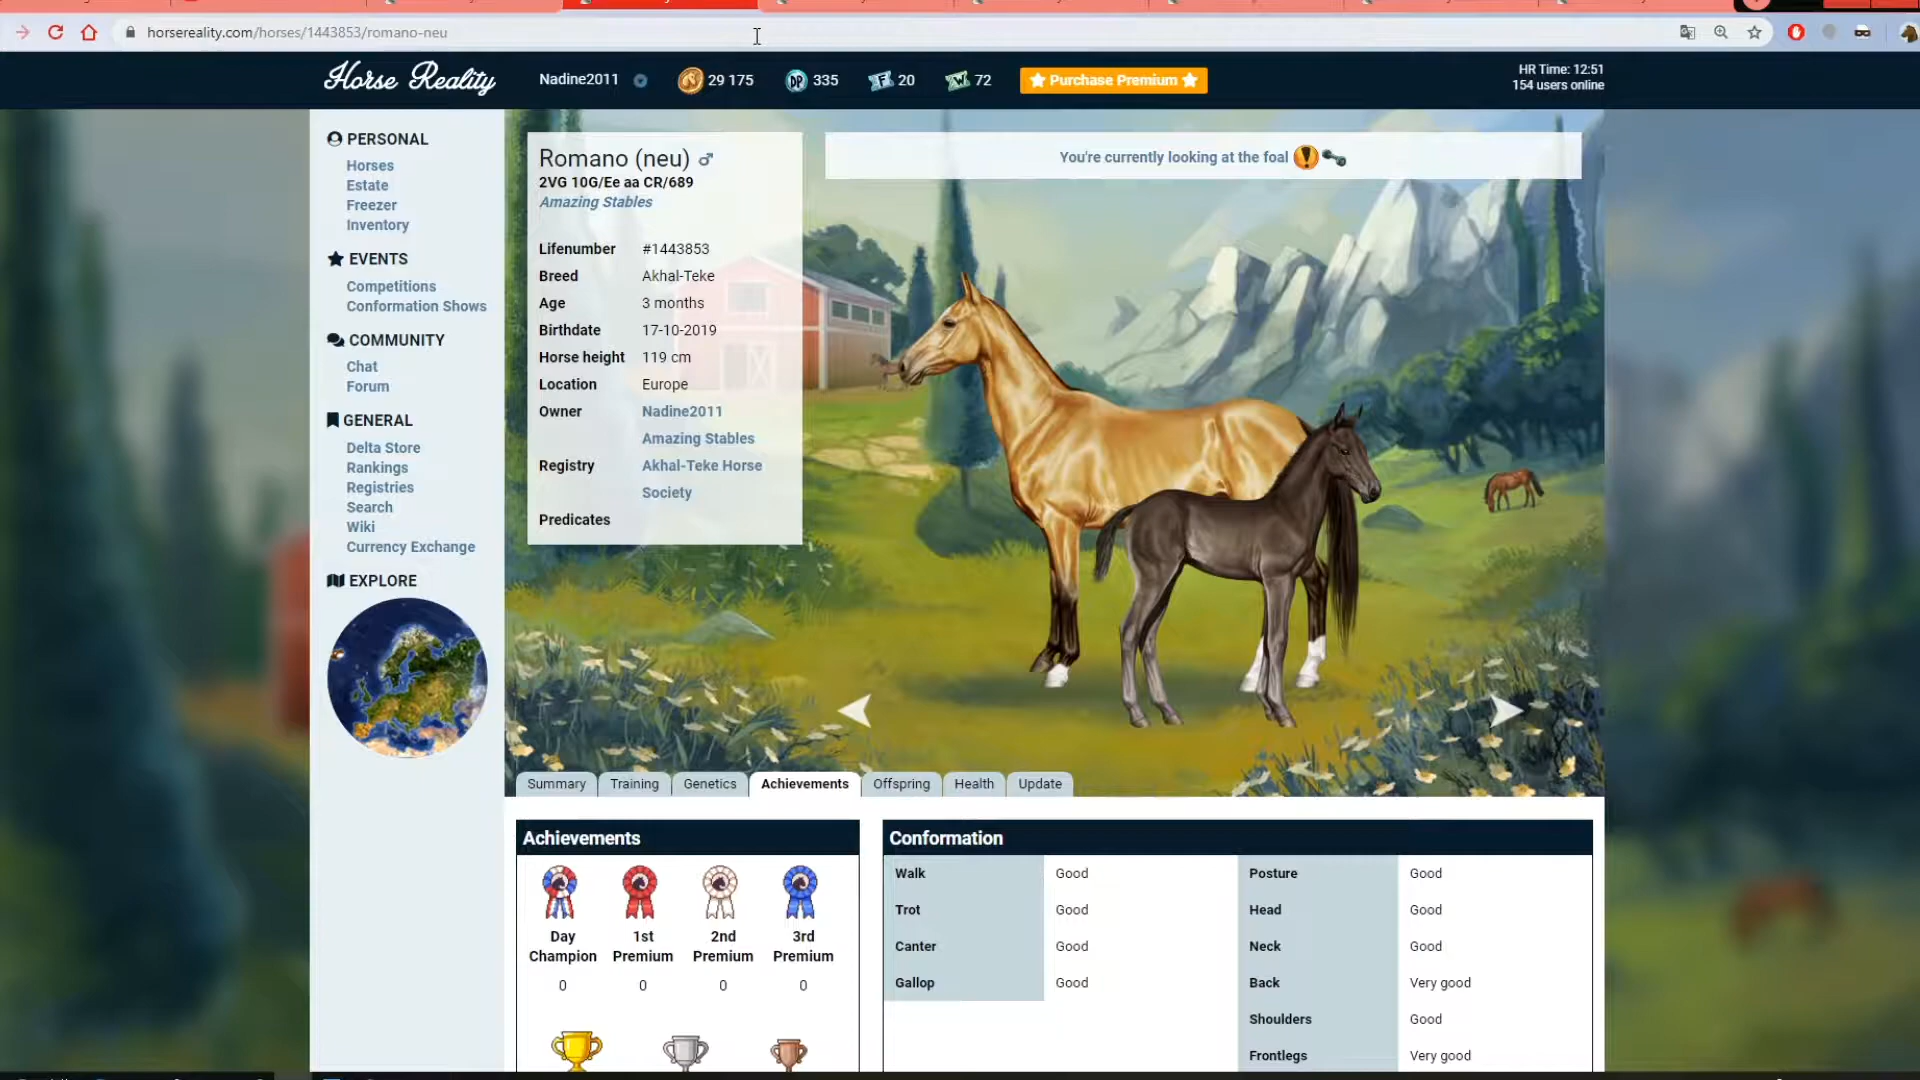 horsereality.com/horses/1443853/romano-neu
Horse Reality
Nadine2011
29 175
DP
335
F
20
W
72
Purchase Premium
HR Time: 12:51
154 users online
PERSONAL
Horses
Estate
Freezer
Inventory
EVENTS
Competitions
Conformation Shows
COMMUNITY
Chat
Forum
GENERAL
Delta Store
Rankings
Registries
Search
Wiki
Currency Exchange
EXPLORE
Romano (neu)
2VG 10G/Ee aa CR/689
Amazing Stables
Lifenumber #1443853
Breed Akhal-Teke
Age 3 months
Birthdate 17-10-2019
Horse height 119 cm
Location Europe
Owner Nadine2011
Amazing Stables
Registry Akhal-Teke Horse
Society
Predicates
You're currently looking at the foal
Summary Training Genetics Achievements Offspring Health Update
Achievements
Day Champion
1st Premium
2nd Premium
3rd Premium
0 0 0 0
Conformation
Walk Good Posture Good
Trot Good Head Good
Canter Good Neck Good
Gallop Good Back Very good
Shoulders Good
Frontlegs Very good